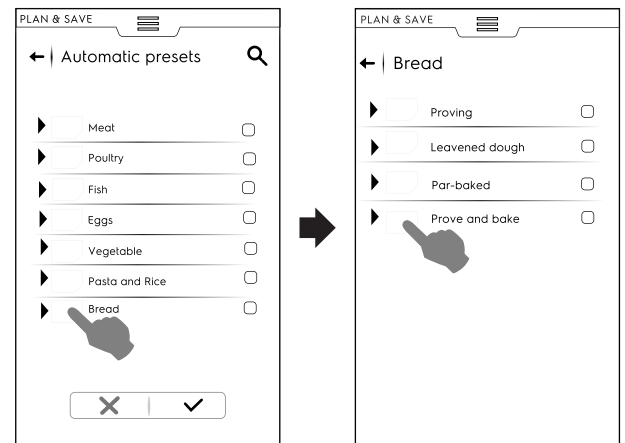 PLAN & SAVE
Automatic presets
Meat
Poultry
Fish
Eggs
Vegetable
Pasta and Rice
Bread
PLAN & SAVE
Bread
Proving
Leavened dough
Par-baked
Prove and bake